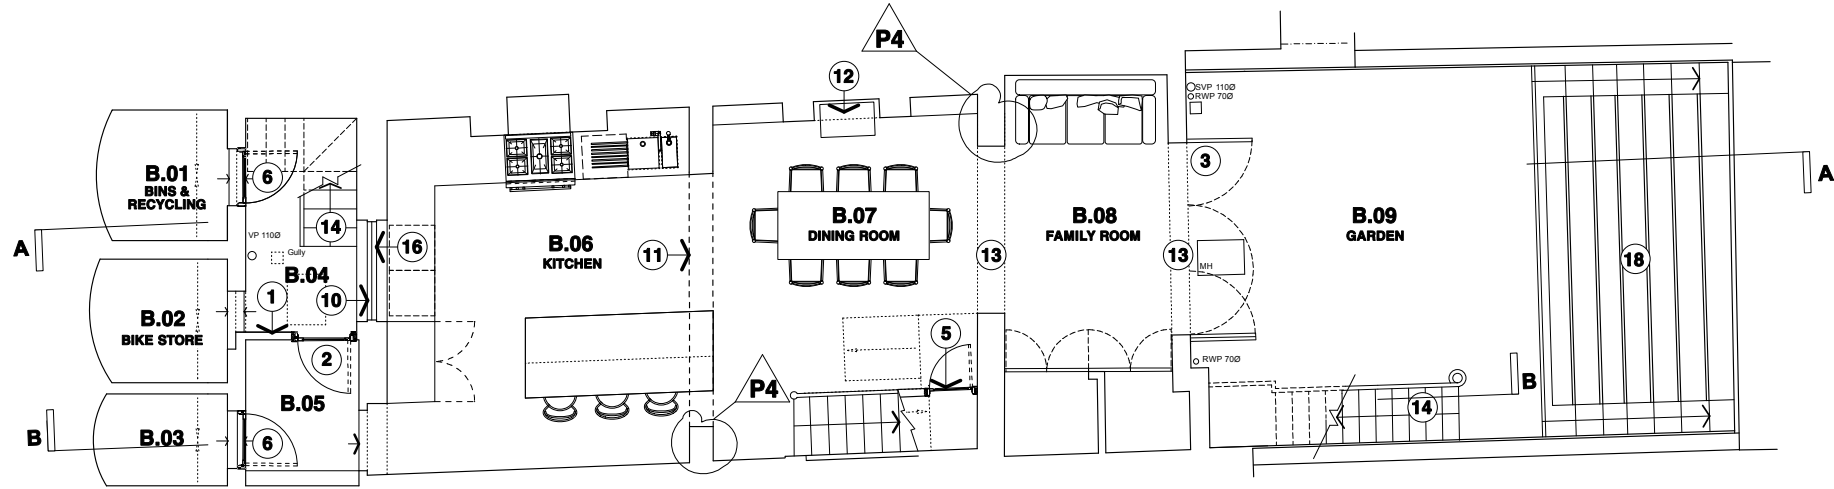 P4
12
SVP 110Ø
RWP 70Ø
B.01
BINS &
RECYCLING
6
3
A
14
B.07
DINING ROOM
B.08
FAMILY ROOM
B.09
GARDEN
A
VP 110Ø
Gully
16
B.06
KITCHEN
11
13
13
MH
18
B.04
1
10
B.02
BIKE STORE
2
5
RWP 70Ø
P4
B
B.05
14
B
B.03
6